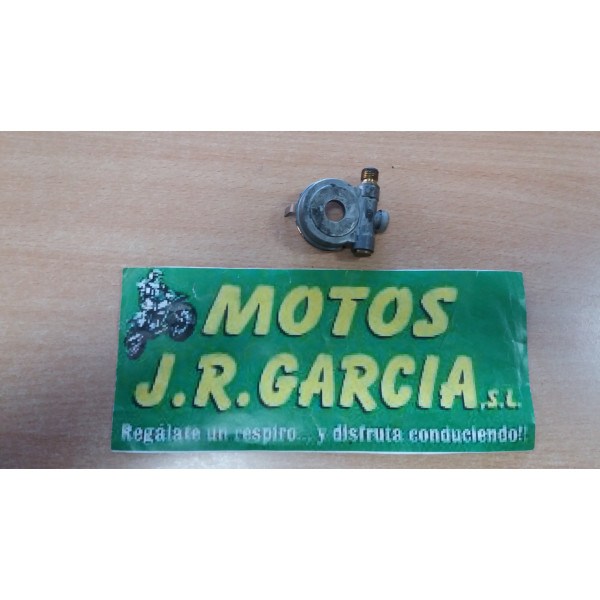 MOTOS
J.R.GARCIA,S.L.
Regálate un respiro... y disfruta conduciendo!!